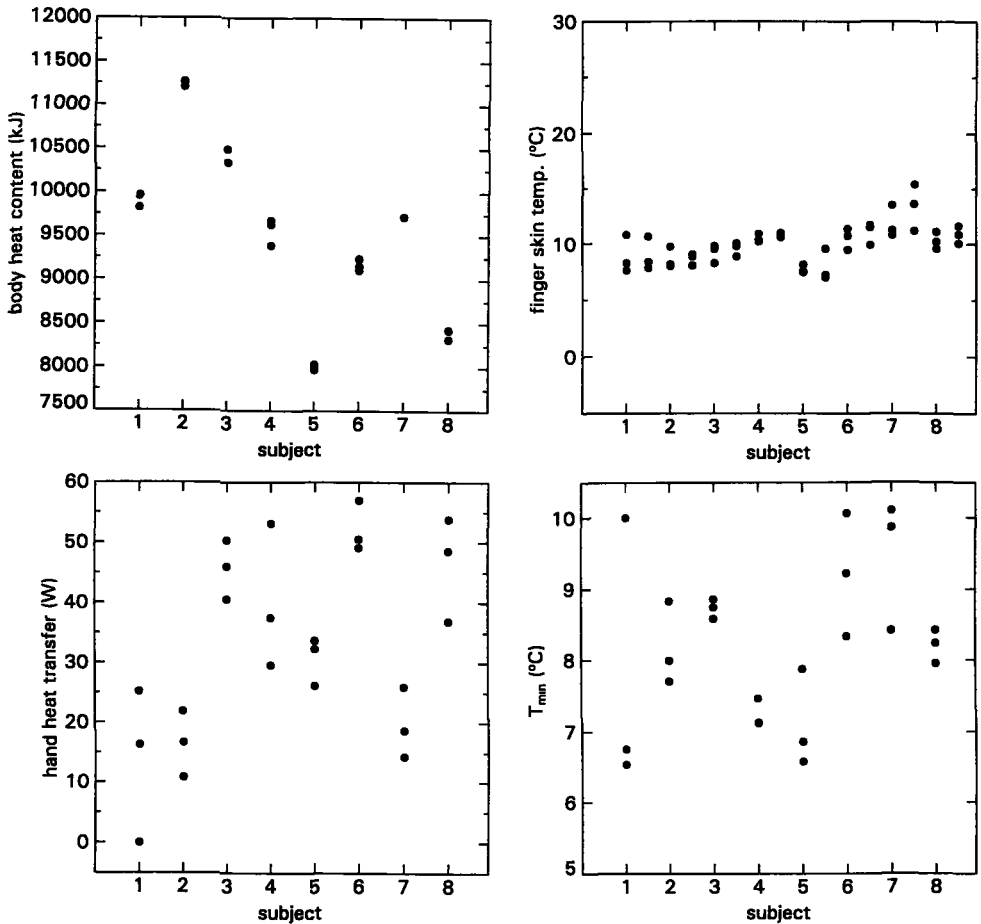 body heat content (kJ)
12000
11500
11000
10500
10000
9500
9000
8500
8000
7500
1 2 3 4 5 6 7 8
subject
finger skin temp. (°C)
30
20
10
0
1 2 3 4 5 6 7 8
subject
hand heat transfer (W)
60
50
40
30
20
10
0
1 2 3 4 5 6 7 8
subject
Tmin (°C)
10
9
8
7
6
5
1 2 3 4 5 6 7 8
subject